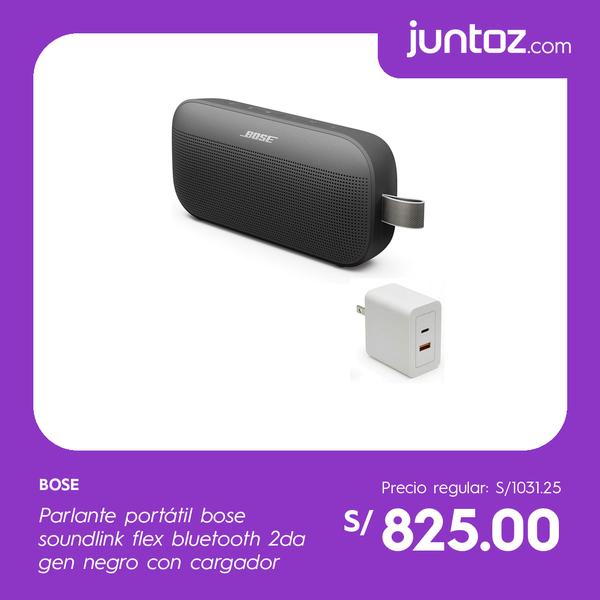 juntoz.com
BOSE
BOSE
Parlante portátil bose
soundlink flex bluetooth 2da
gen negro con cargador
Precio regular: S/1031.25
S/ 825.00